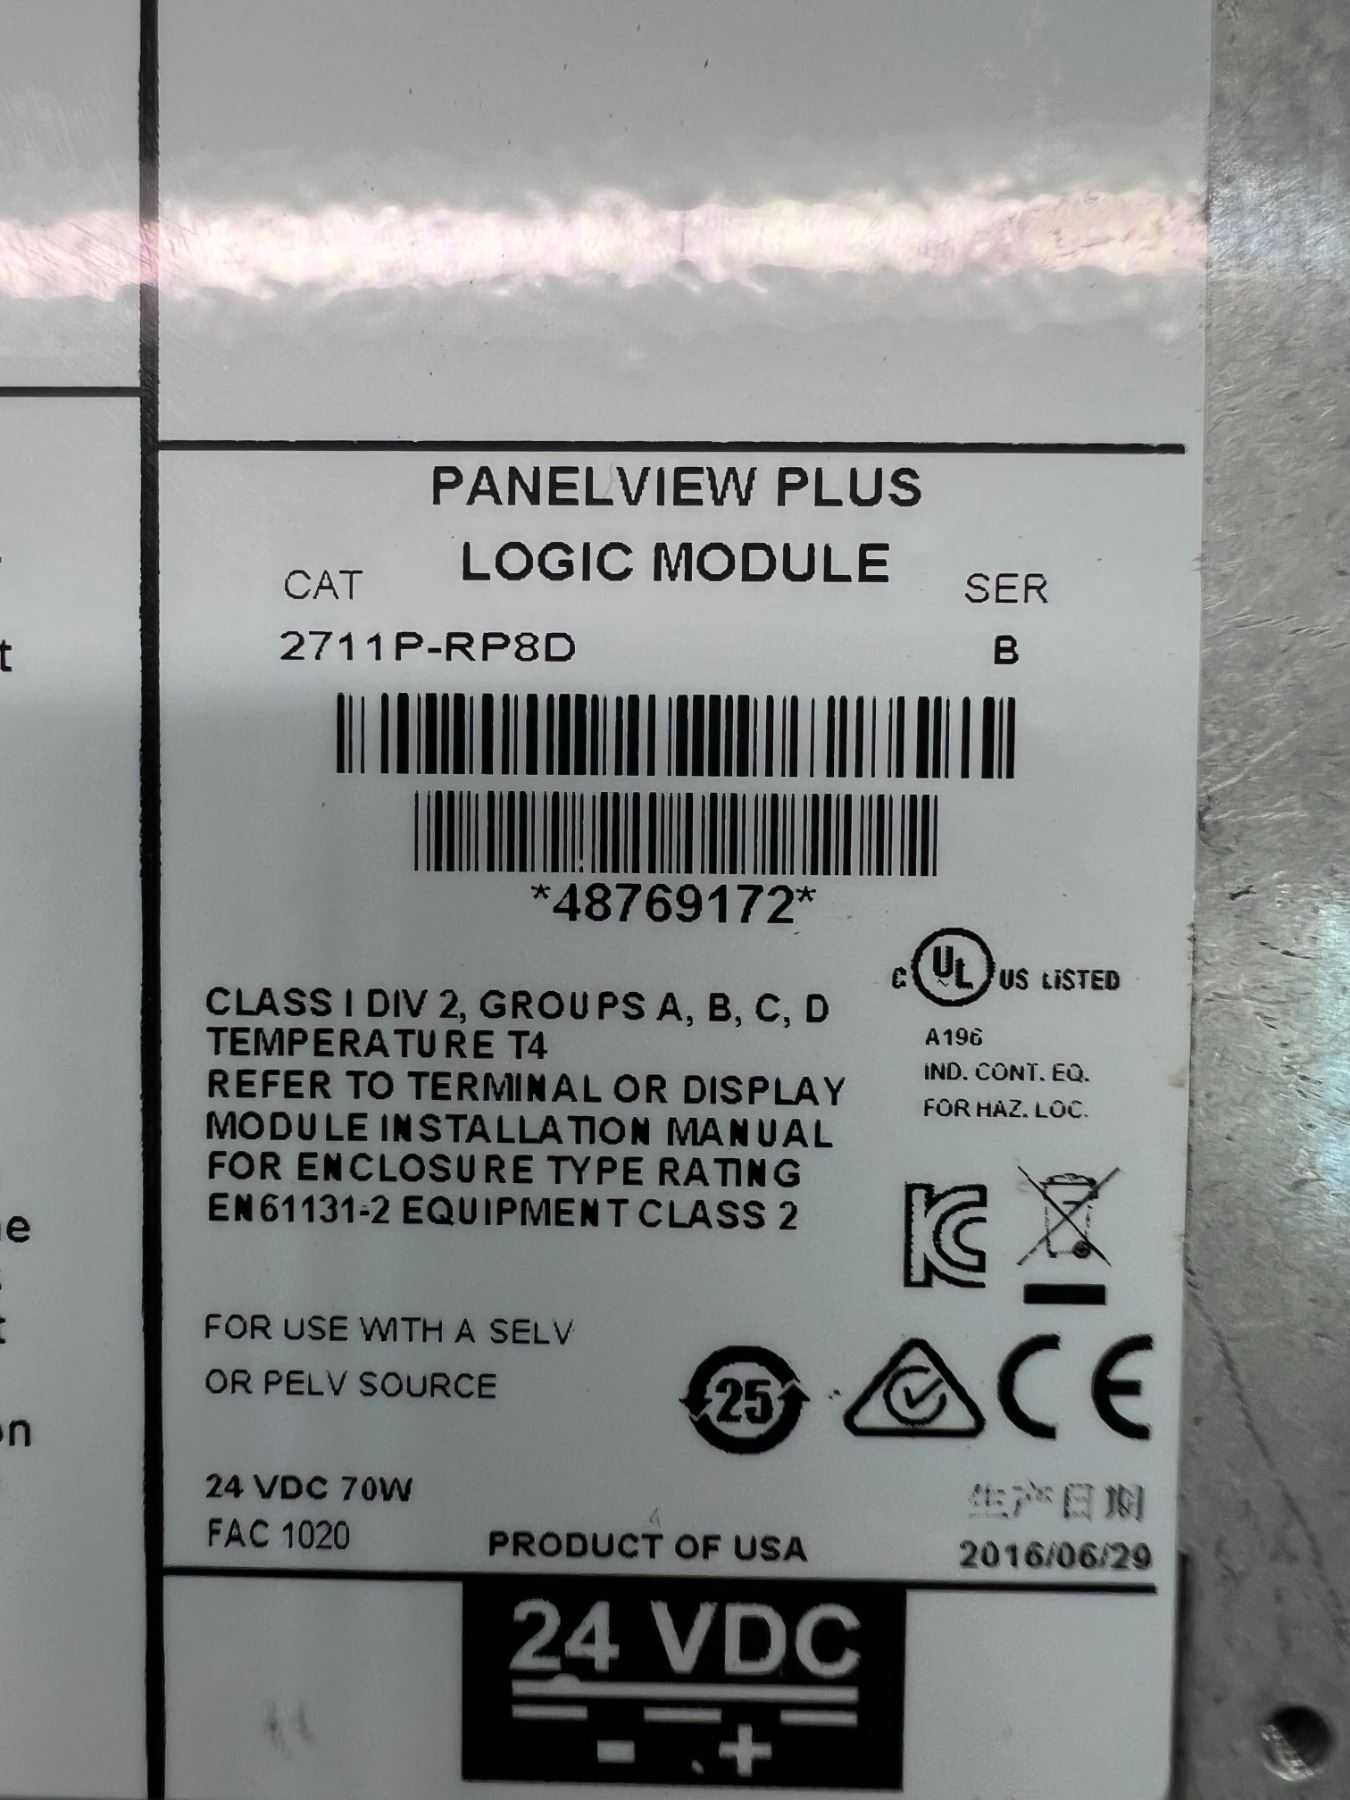 PANELVIEW PLUS
LOGIC MODULE
CAT
SER
2711P-RP8D
B
*48769172*
C UL US LISTED
A196
IND. CONT. EQ.
FOR HAZ. LOC.
CLASS I DIV 2, GROUPS A, B, C, D
TEMPERATURE T4
REFER TO TERMINAL OR DISPLAY
MODULE INSTALLATION MANUAL
FOR ENCLOSURE TYPE RATING
EN61131-2 EQUIPMENT CLASS 2
KC
FOR USE WITH A SELV
OR PELV SOURCE
25
CE
24 VDC 70W
FAC 1020
PRODUCT OF USA
生产日期
2016/06/29
24 VDC
- +